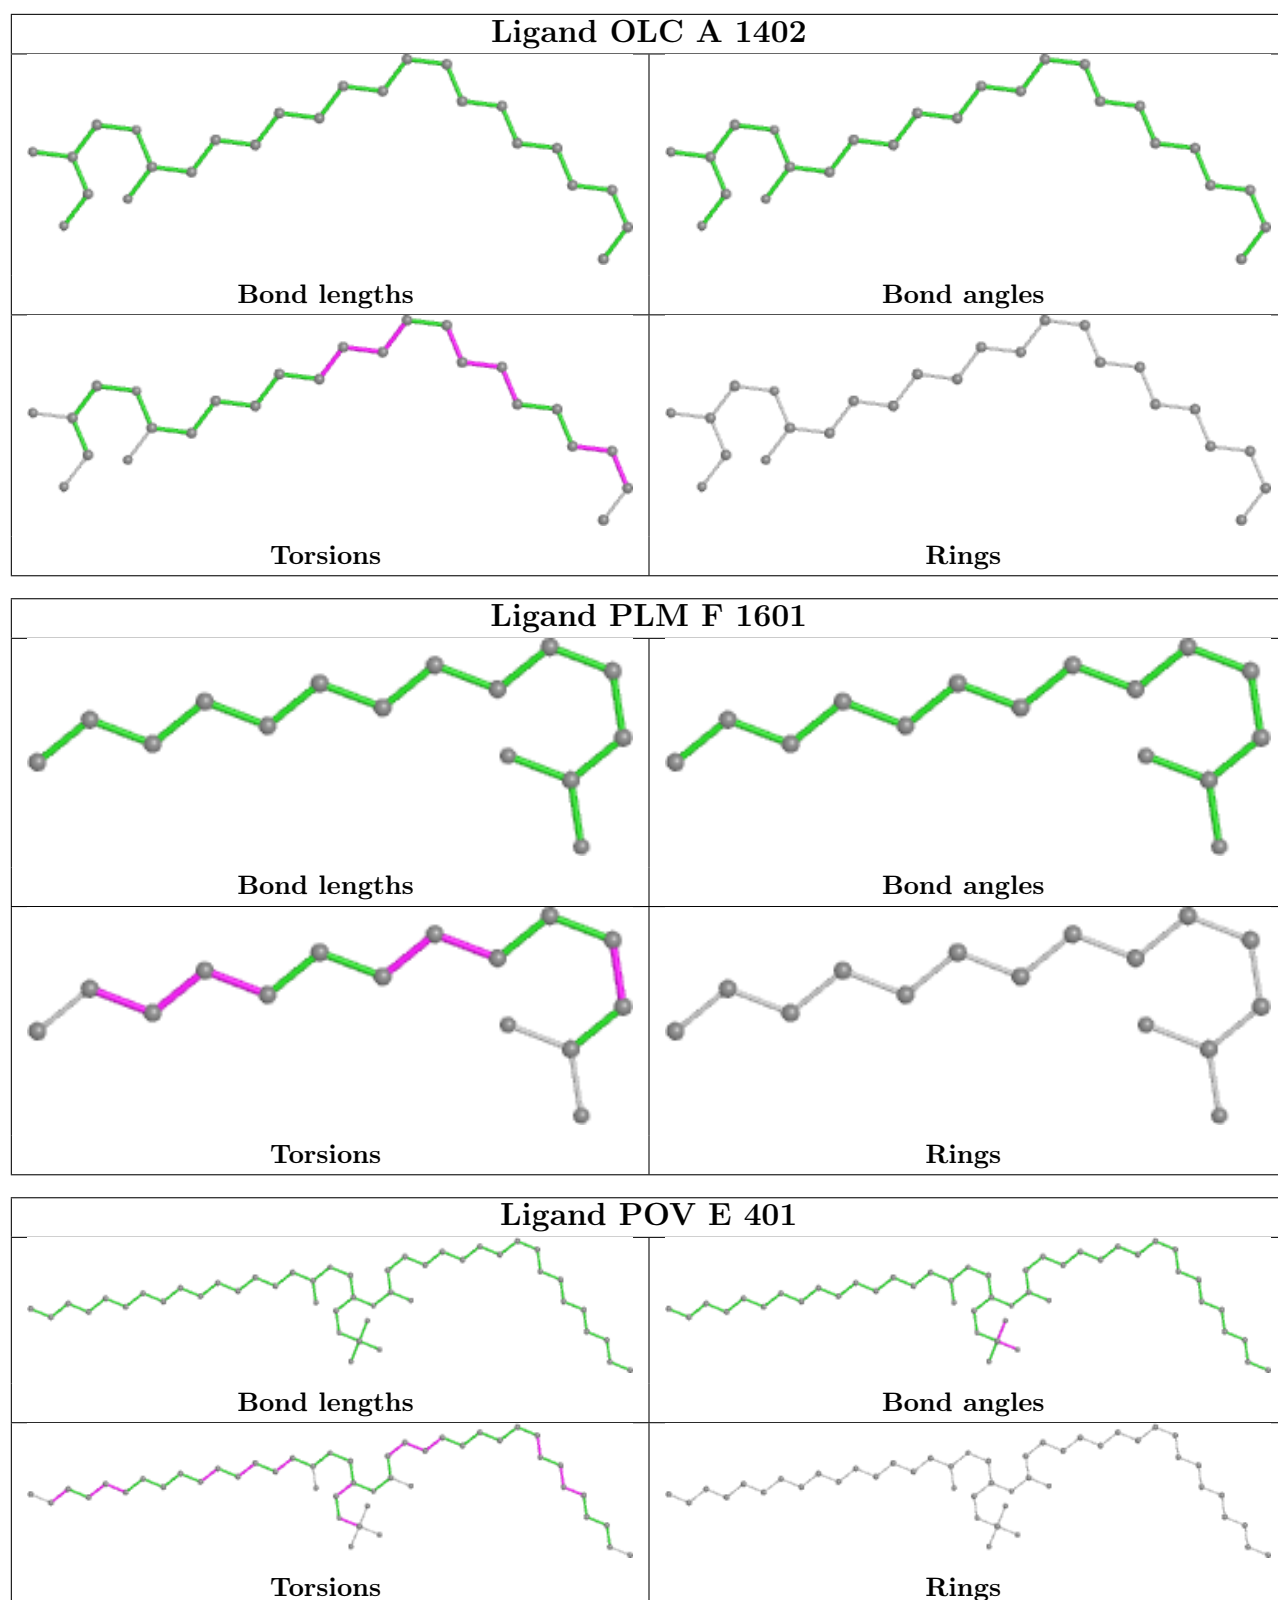 Ligand OLC A 1402
Bond lengths
Bond angles
Torsions
Rings
Ligand PLM F 1601
Bond lengths
Bond angles
Torsions
Rings
Ligand POV E 401
Bond lengths
Bond angles
Torsions
Rings